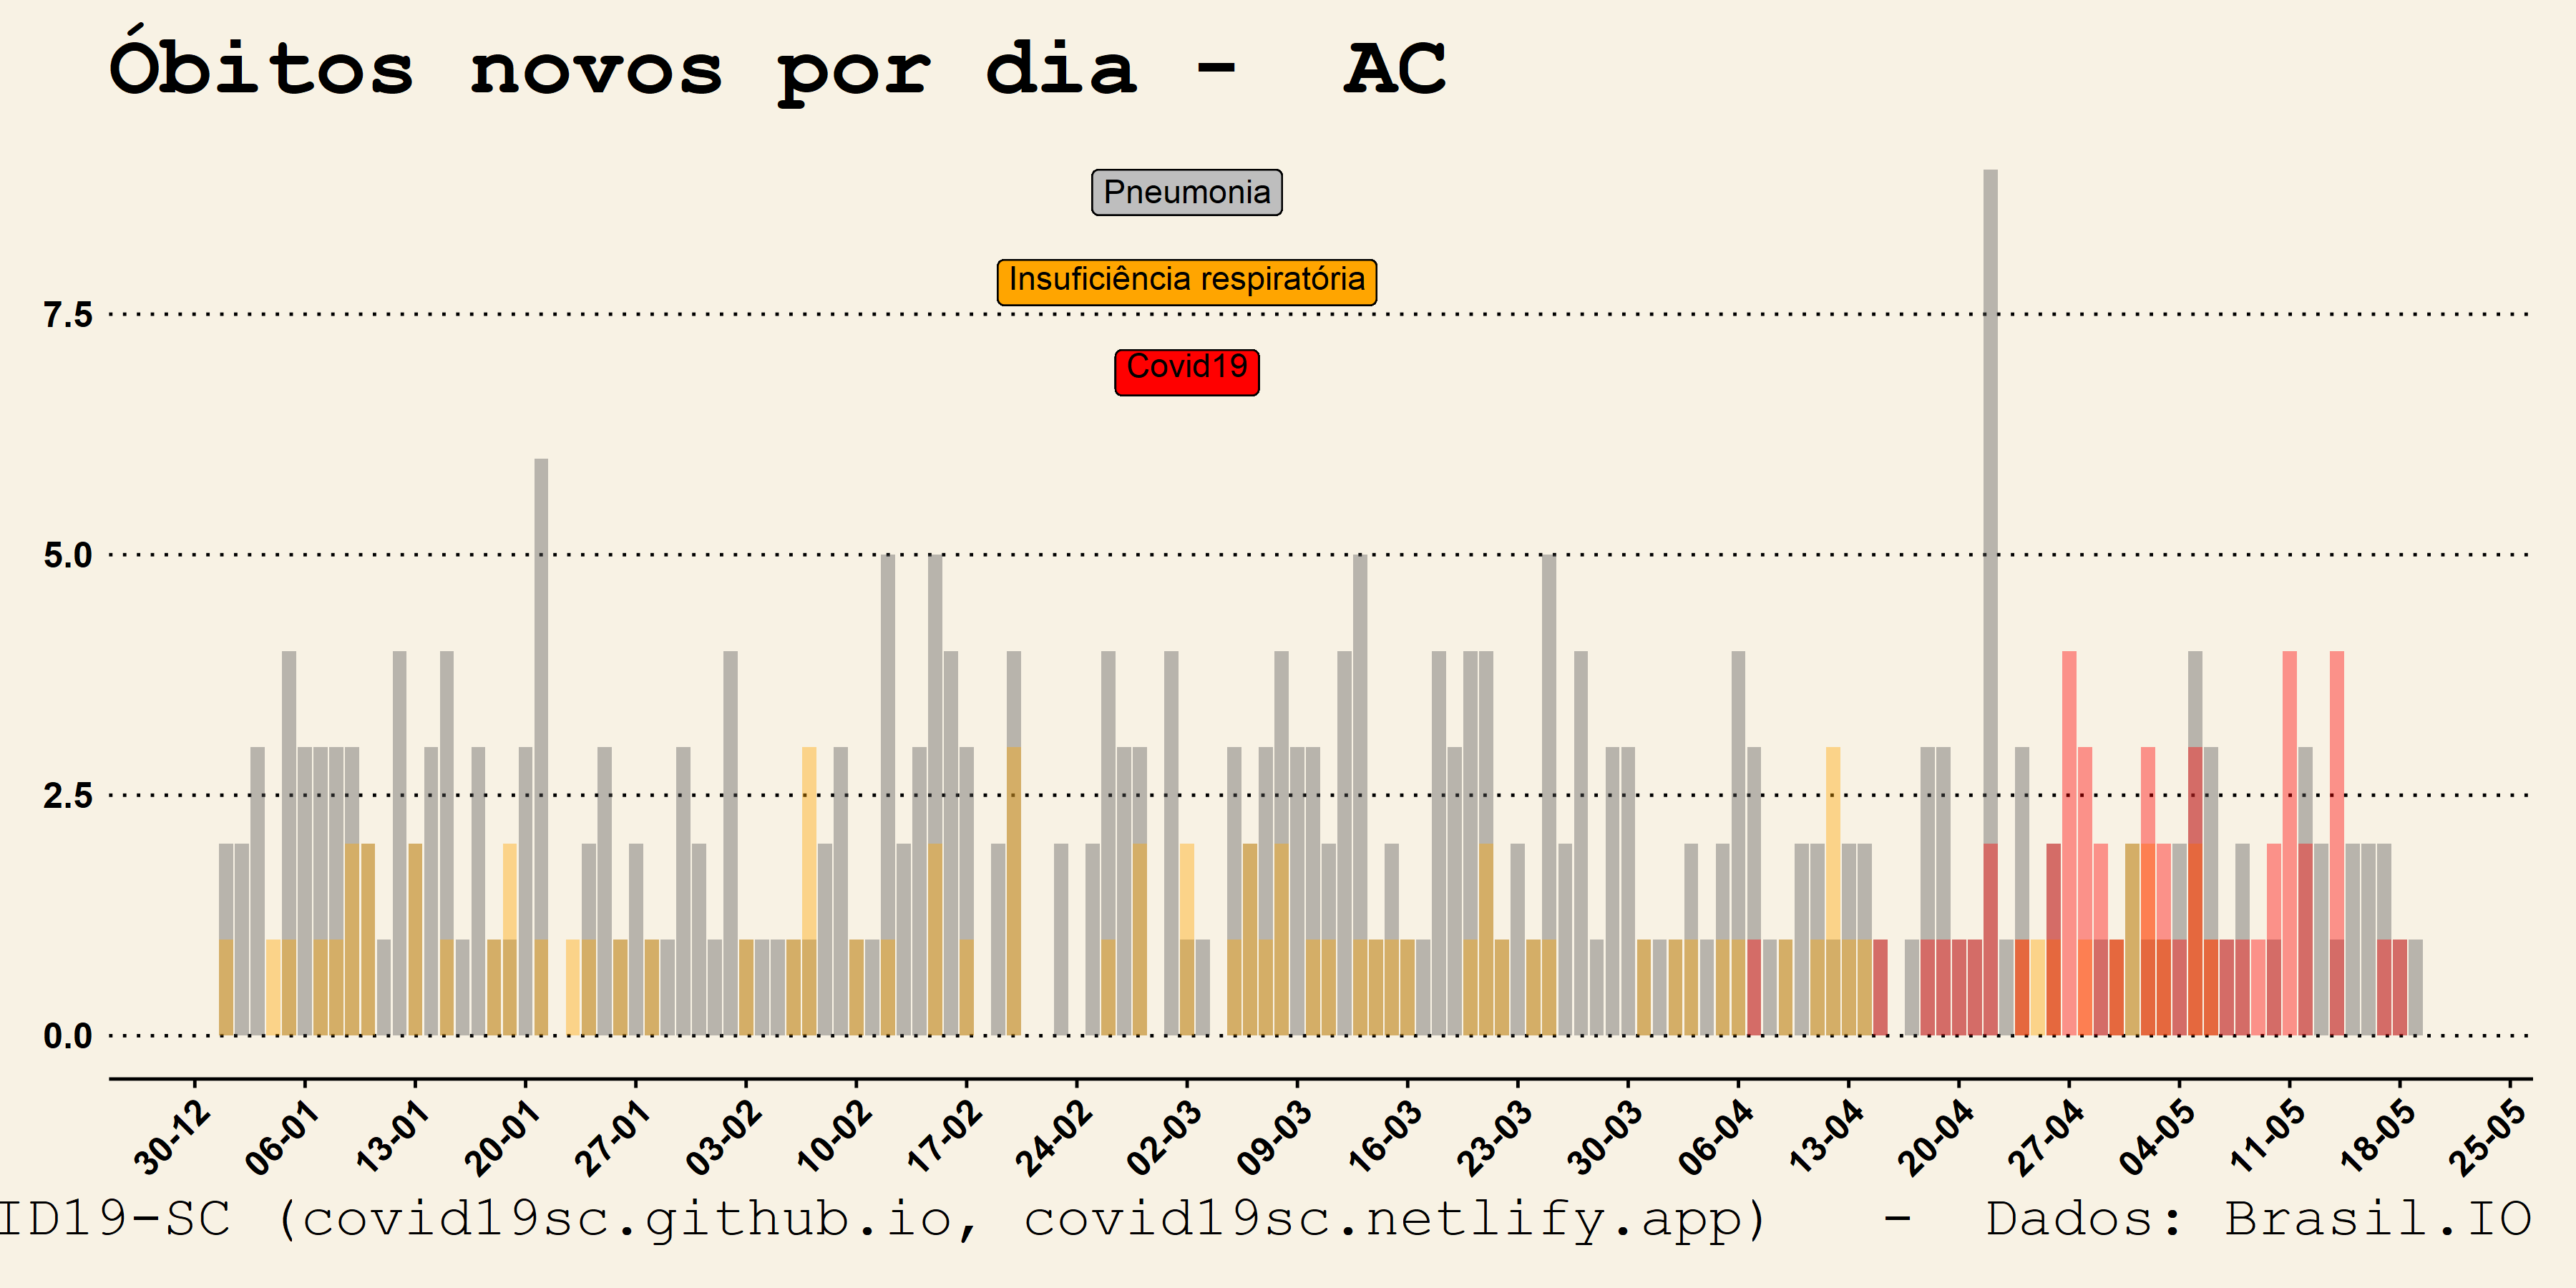 Óbitos novos por dia - AC
Pneumonia
Insuficiência respiratória
Covid19
7.5
5.0
2.5
0.0
30-12 06-01 13-01 20-01 27-01 03-02 10-02 17-02 24-02 02-03 09-03 16-03 23-03 30-03 06-04 13-04 20-04 27-04 04-05 11-05 18-05 25-05
ID19-SC (covid19sc.github.io, covid19sc.netlify.app) - Dados: Brasil.IO